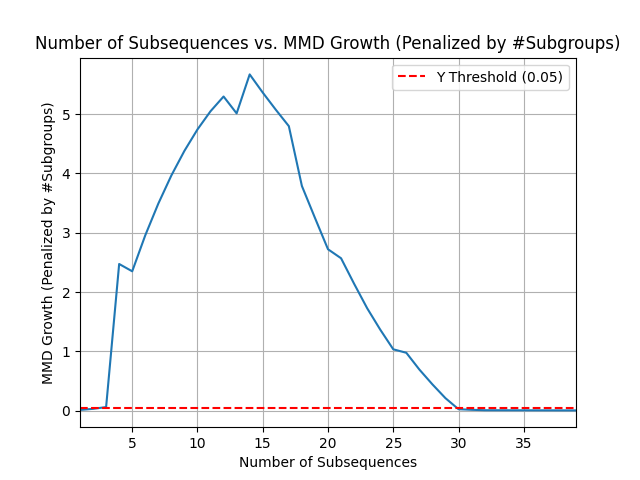 Number of Subsequences vs. MMD Growth (Penalized by #Subgroups)
Y Threshold (0.05)
MMD Growth (Penalized by #Subgroups)
5
4
3
2
1
0
5 10 15 20 25 30 35
Number of Subsequences